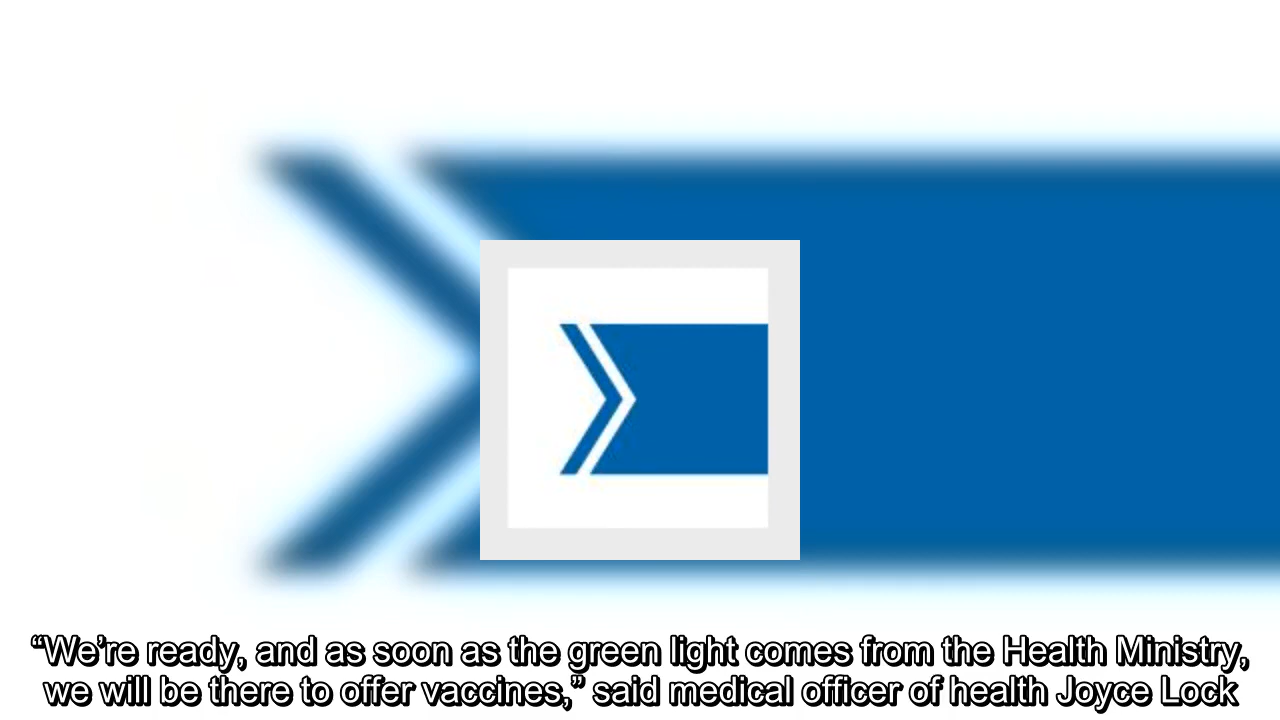 “We’re ready, and as soon as the green light comes from the Health Ministry,
we will be there to offer vaccines,” said medical officer of health Joyce Lock